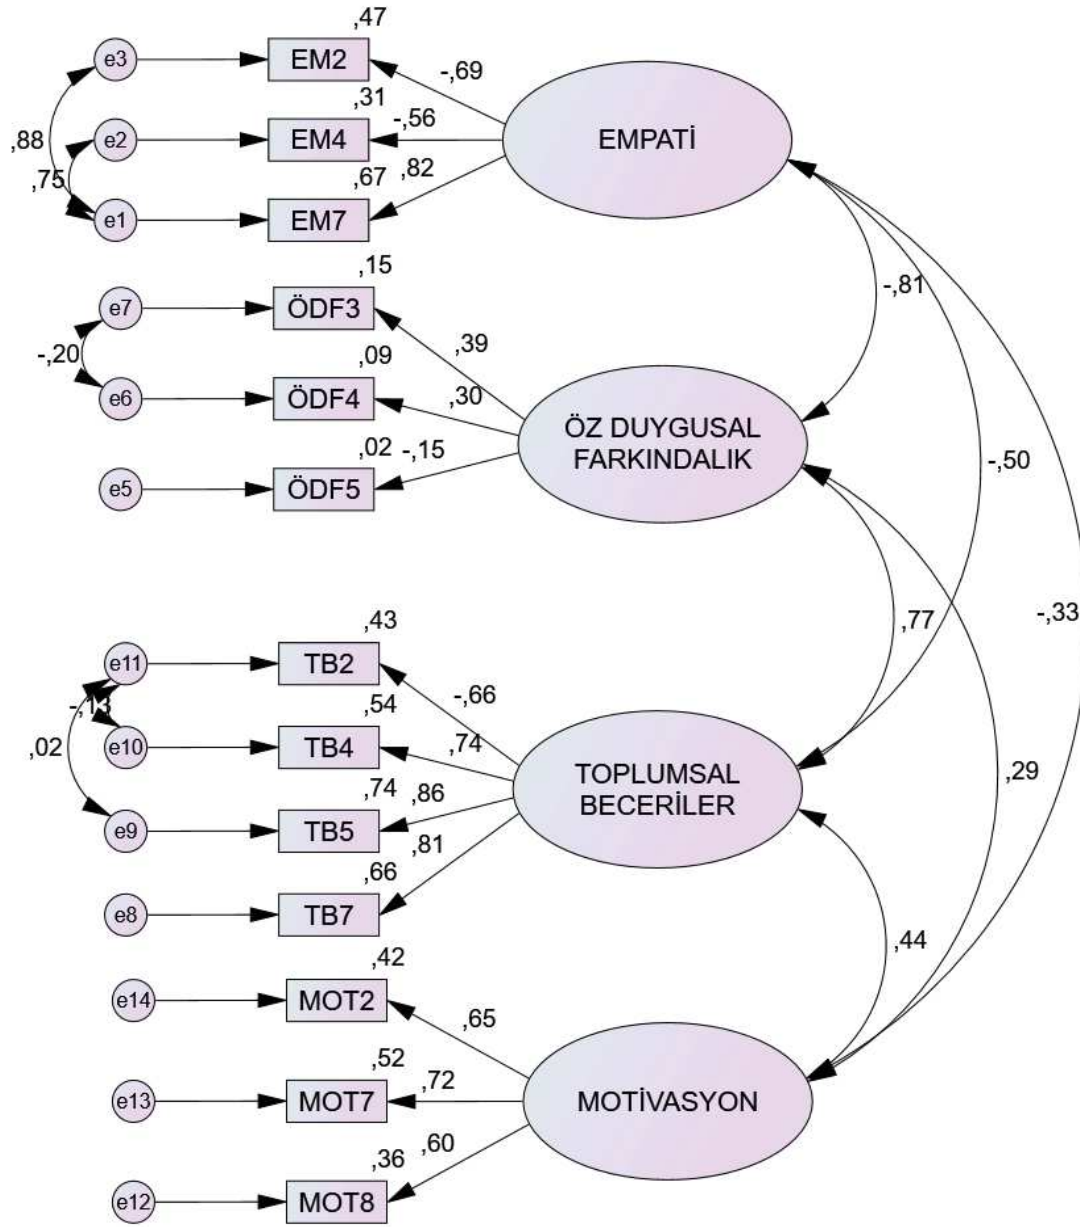 ,47
e3
EM2
-,69
,31
e2
EM4
-,56
EMPATİ
,88
,75
,67
,82
e1
EM7
,15
e7
ÖDF3
-,81
,39
-,20
,09
e6
ÖDF4
,30
ÖZ DUYGUSAL
FARKINDALIK
,02
-,15
-,50
e5
ÖDF5
,43
,77
-,33
e11
TB2
-,66
-,13
,54
,02
e10
TB4
,74
TOPLUMSAL
BECERİLER
,29
,74
,86
e9
TB5
,81
,66
e8
TB7
,44
,42
e14
MOT2
,65
,52
e13
MOT7
,72
MOTİVASYON
,36
,60
e12
MOT8